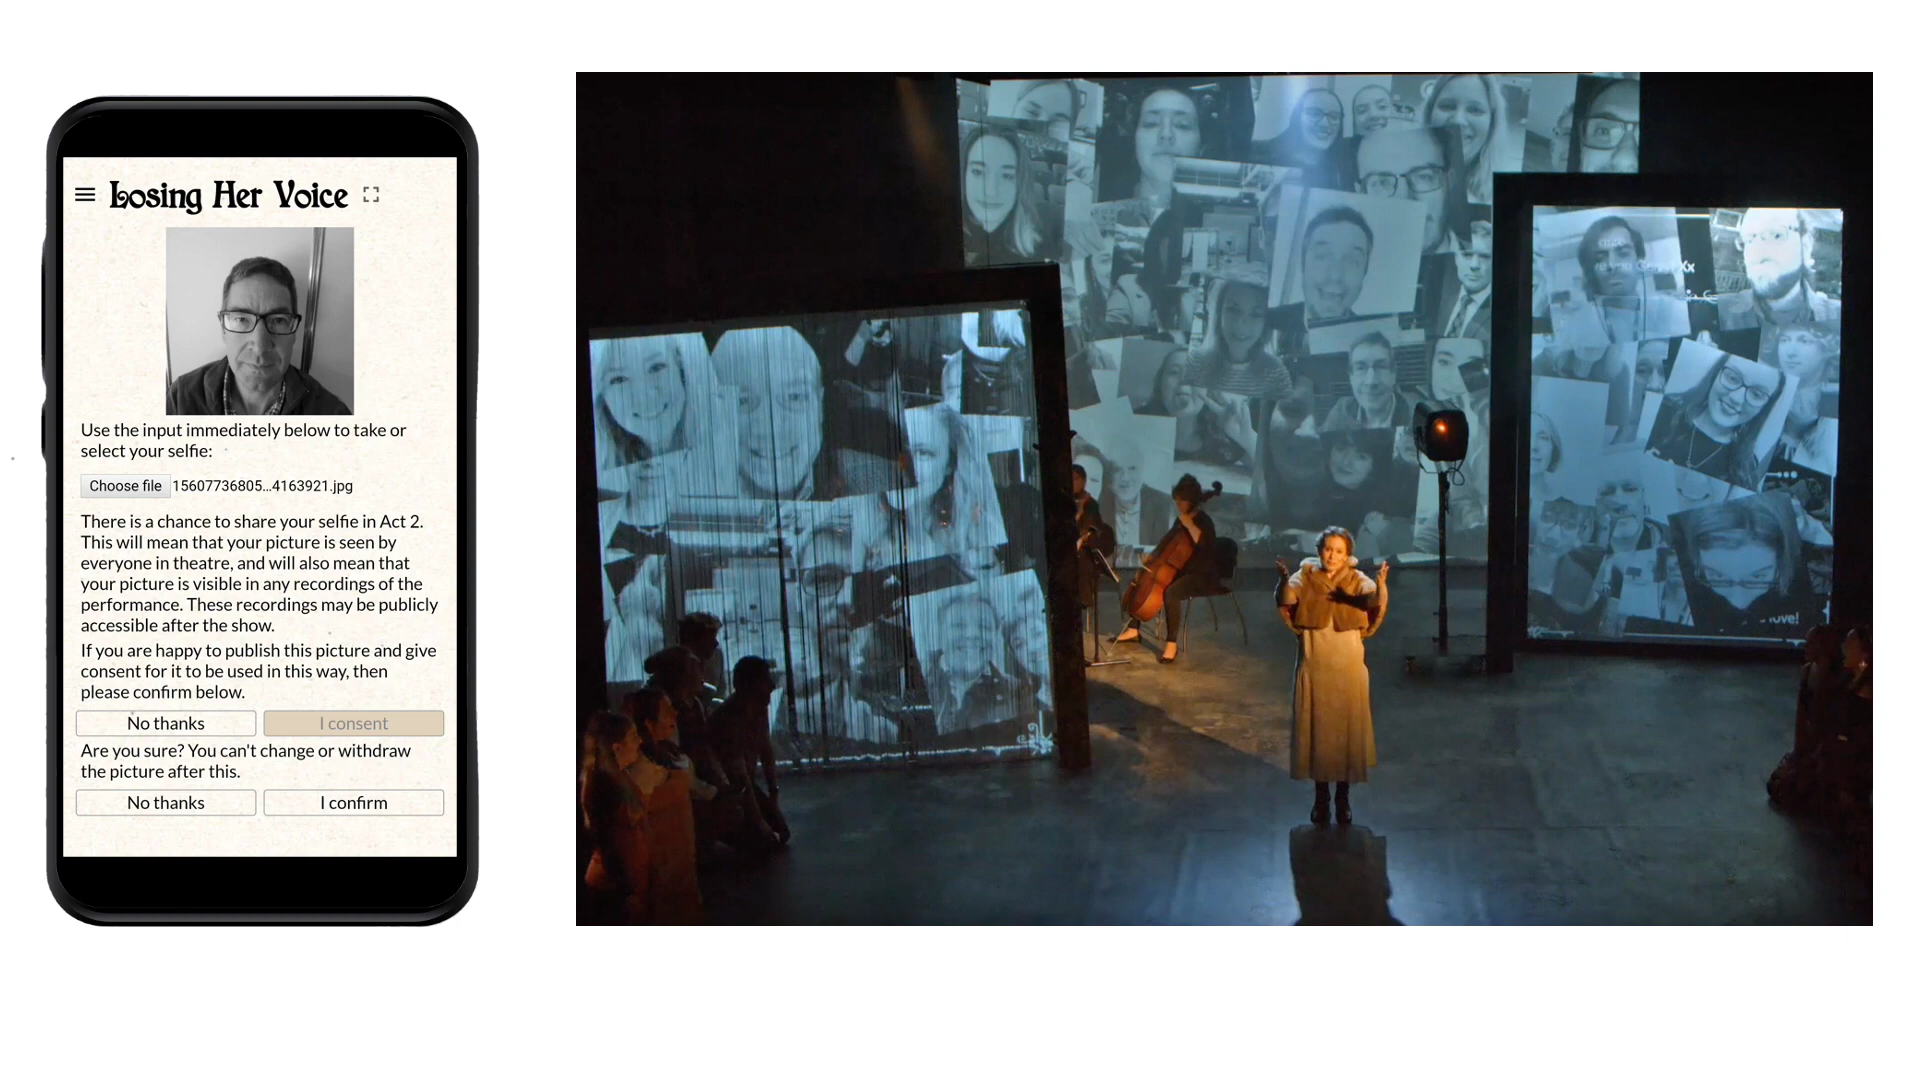 Losing Her Voice
Use the input immediately below to take or
select your selfie:
Choose file 15607736805...4163921.jpg
There is a chance to share your selfie in Act 2.
This will mean that your picture is seen by
everyone in theatre, and will also mean that
your picture is visible in any recordings of the
performance. These recordings may be publicly
accessible after the show.
If you are happy to publish this picture and give
consent for it to be used in this way, then
please confirm below.
No thanks I consent
Are you sure? You can't change or withdraw
the picture after this.
No thanks I confirm